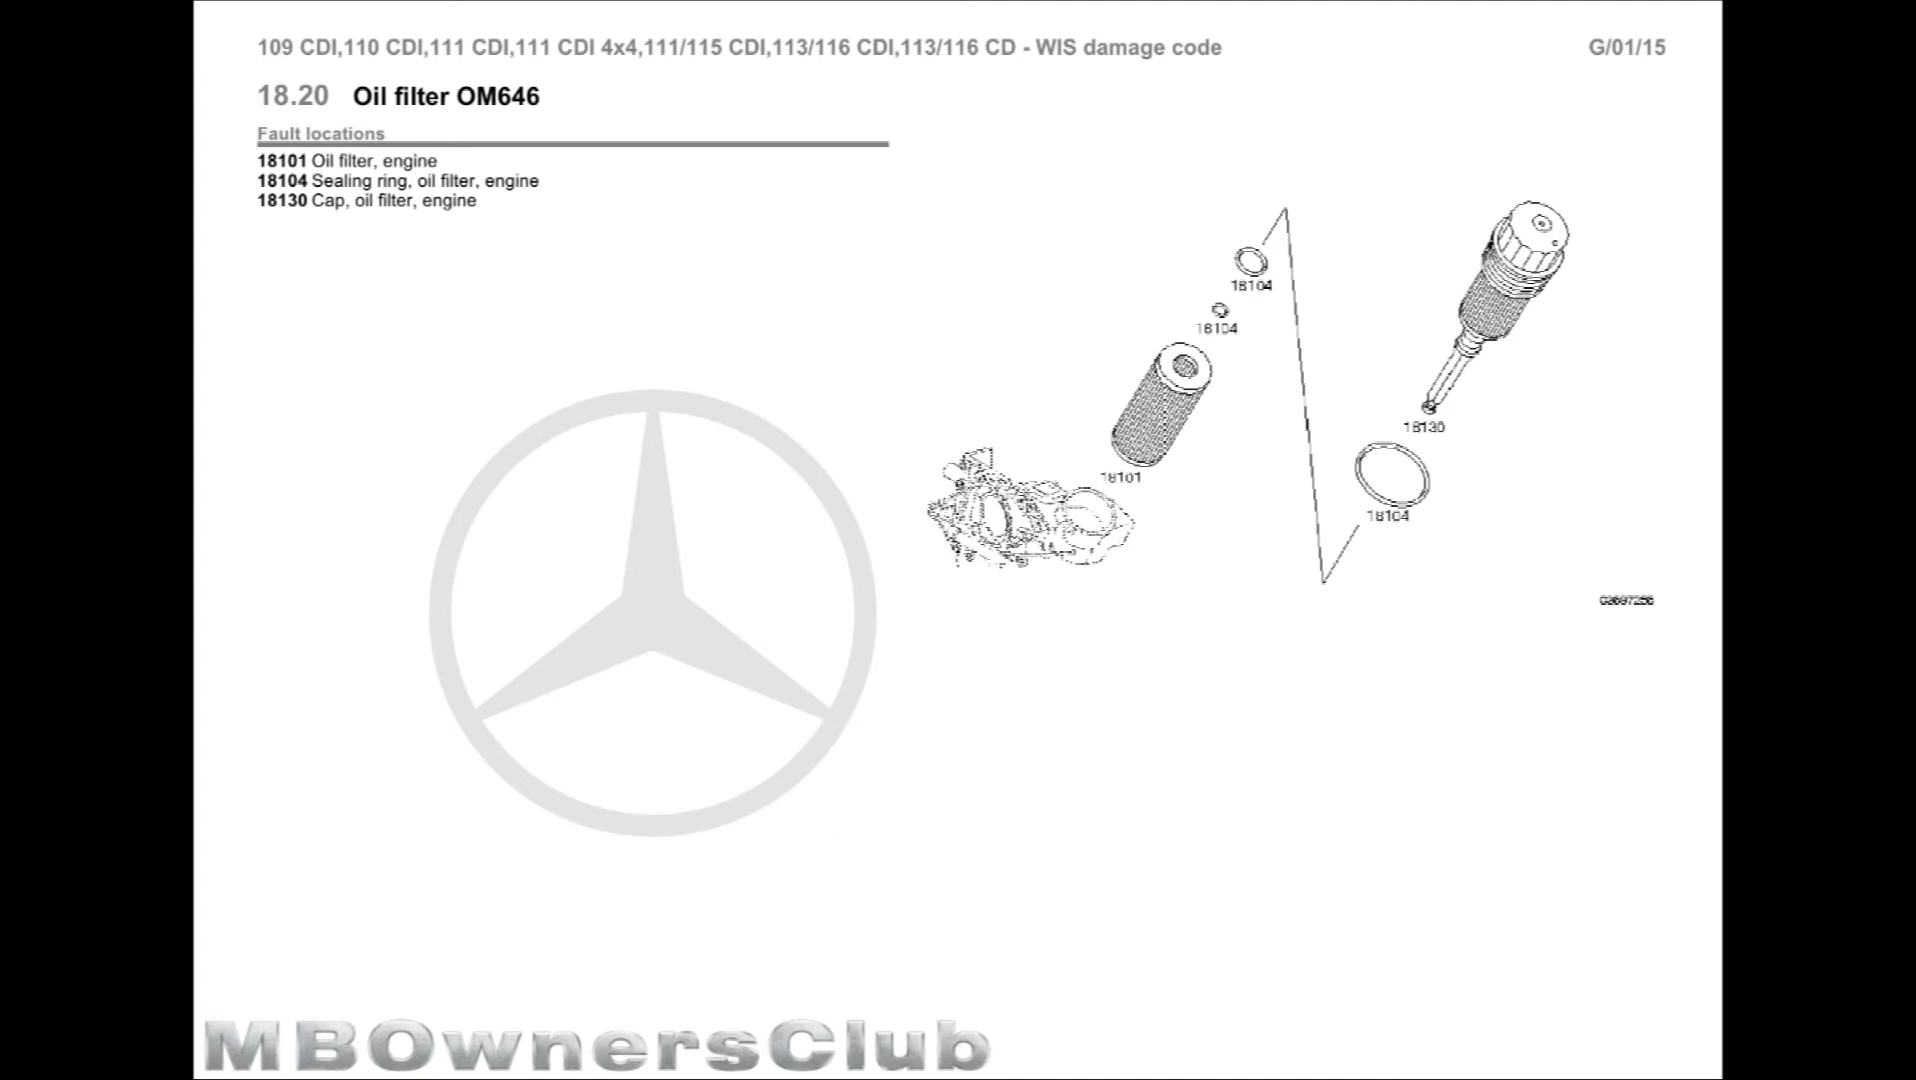 109 CDI,110 CDI,111 CDI,111 CDI 4x4,111/115 CDI,113/116 CDI,113/116 CD - WIS damage code G/01/15
18.20 Oil filter OM646
Fault locations
18101 Oil filter, engine
18104 Sealing ring, oil filter, engine
18130 Cap, oil filter, engine
18104
18104
18130
18101
18104
MBOwnersClub